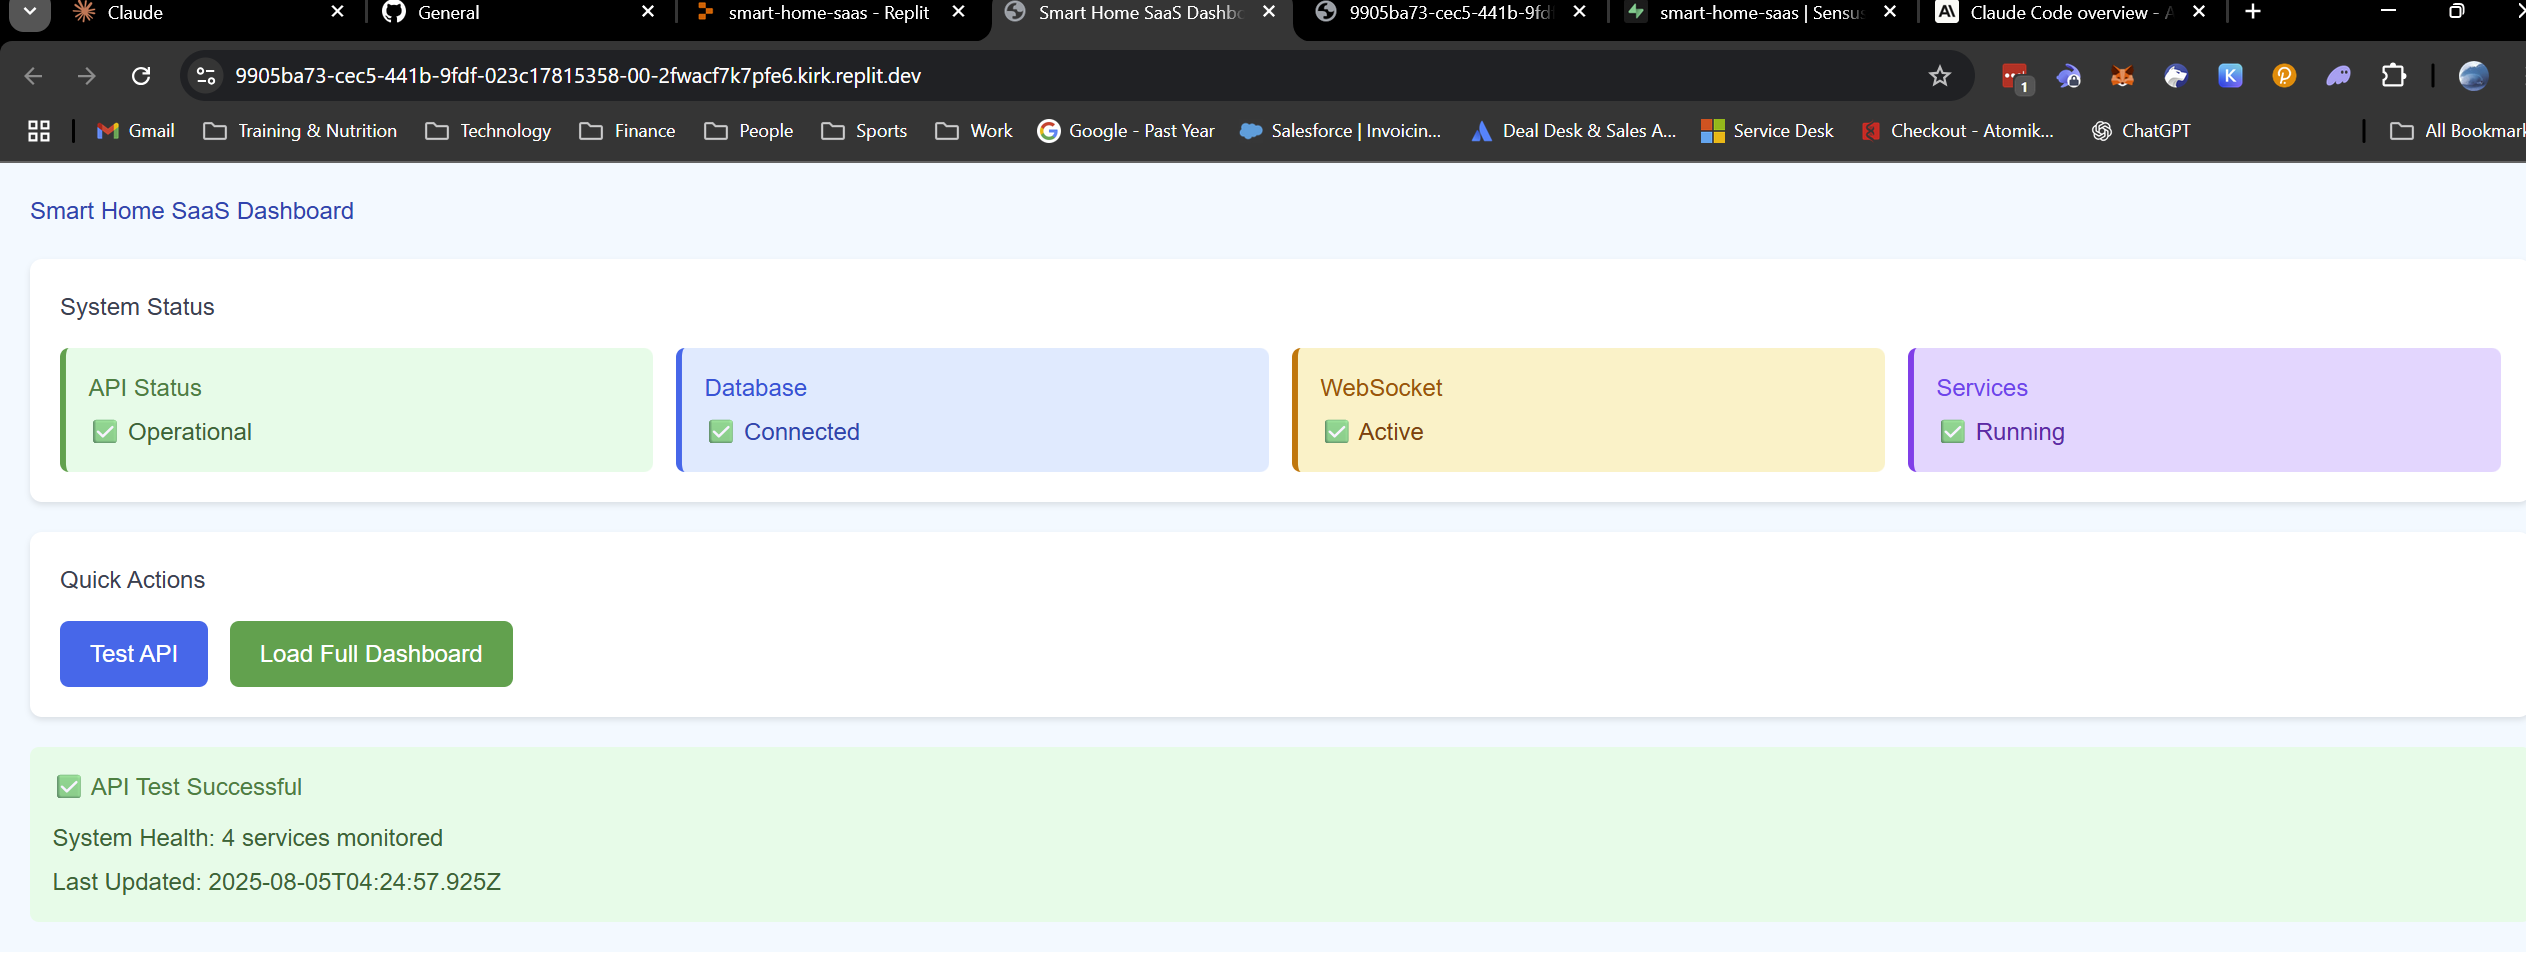 Claude
General
smart-home-saas - Replit
Smart Home SaaS Dashbo
9905ba73-cec5-441b-9fdf
smart-home-saas | Sensus
Claude Code overview - A
9905ba73-cec5-441b-9fdf-023c17815358-00-2fwacf7k7pfe6.kirk.replit.dev
1
K
Gmail
Training & Nutrition
Technology
Finance
People
Sports
Work
Google - Past Year
Salesforce | Invoicin...
Deal Desk & Sales A...
Service Desk
Checkout - Atomik...
ChatGPT
All Bookmark
Smart Home SaaS Dashboard
System Status
API Status
✅ Operational
Database
✅ Connected
WebSocket
✅ Active
Services
✅ Running
Quick Actions
Test API
Load Full Dashboard
✅ API Test Successful
System Health: 4 services monitored
Last Updated: 2025-08-05T04:24:57.925Z